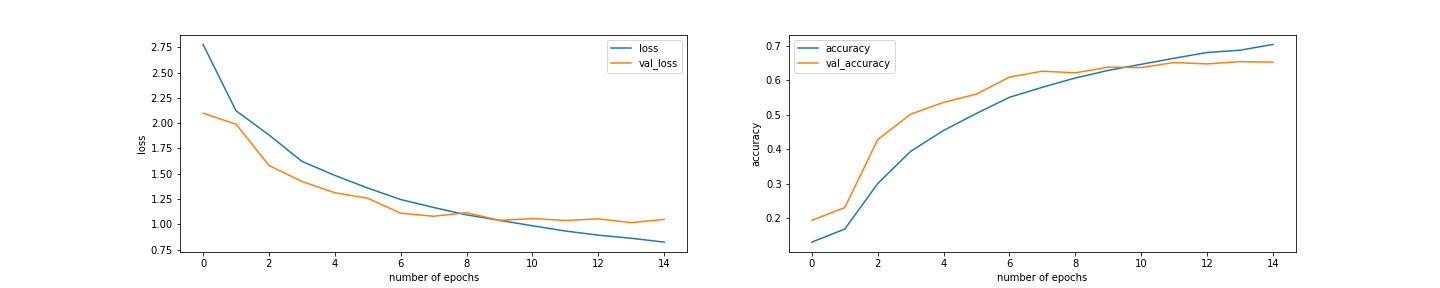 2.75
2.50
2.25
2.00
1.75
1.50
1.25
1.00
0.75
loss
0 2 4 6 8 10 12 14
number of epochs
loss
val_loss
0.7
0.6
0.5
0.4
0.3
0.2
accuracy
0 2 4 6 8 10 12 14
number of epochs
accuracy
val_accuracy